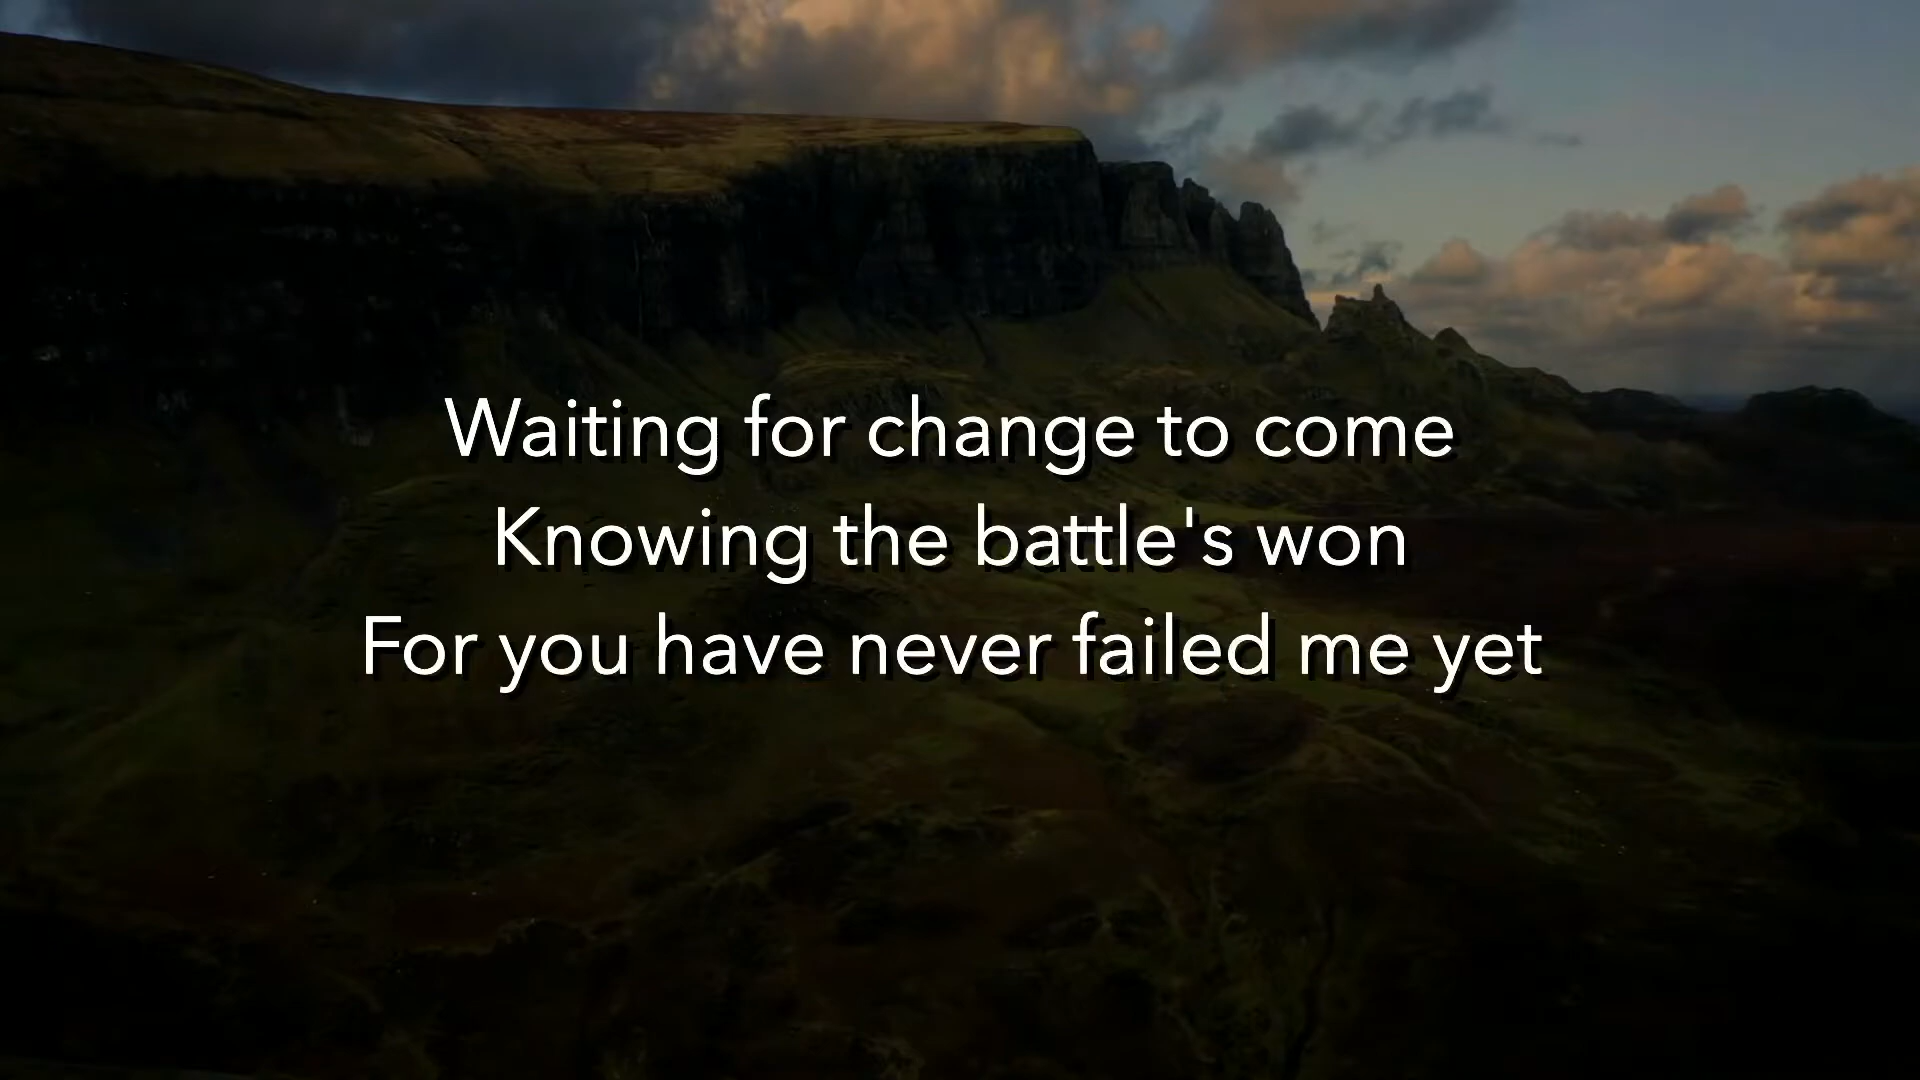 Waiting for change to come
Knowing the battle's won
For you have never failed me yet